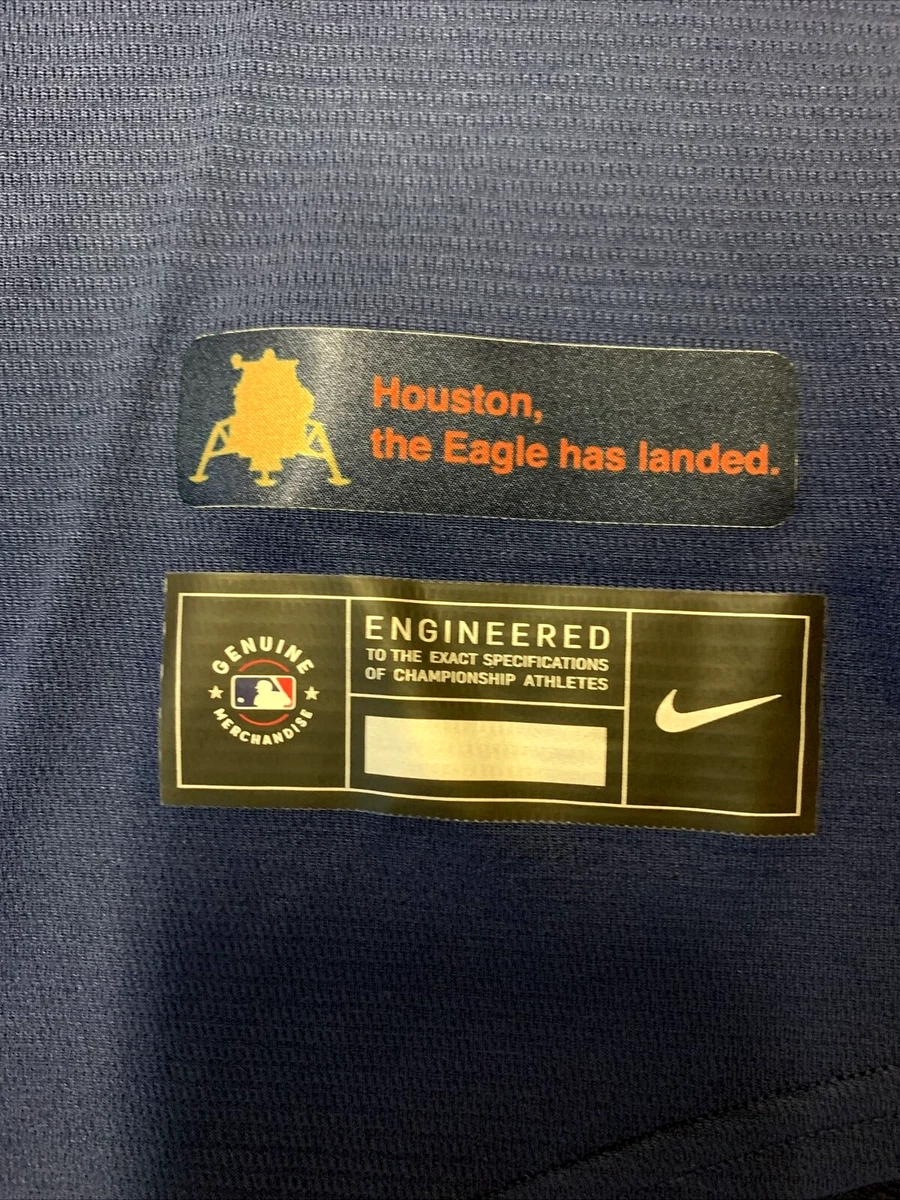 Houston,
the Eagle has landed.
GENUINE
MERCHANDISE
ENGINEERED
TO THE EXACT SPECIFICATIONS
OF CHAMPIONSHIP ATHLETES